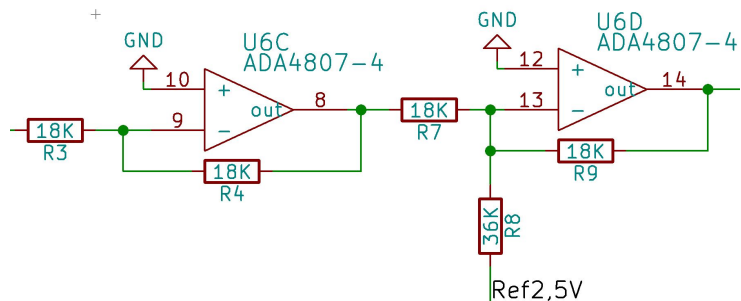 GND
U6C
ADA4807-4
10
+
out
8
9
-
18K
R3
18K
R4
18K
R7
GND
U6D
ADA4807-4
12
+
out
14
13
-
18K
R9
36K
R8
Ref2,5V